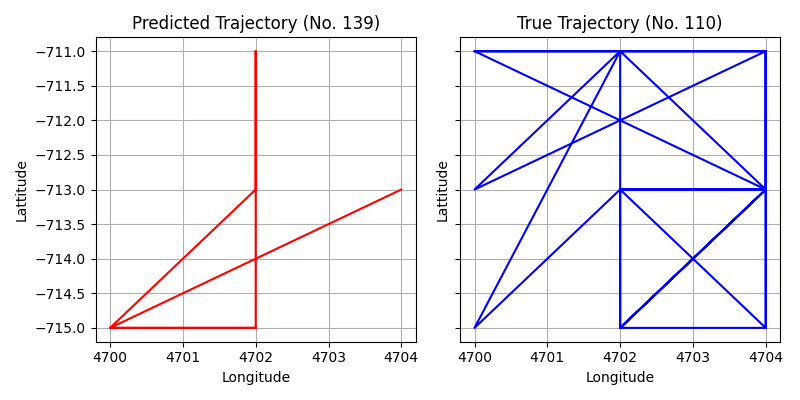 Predicted Trajectory (No. 139)
Lattitude
−711.0
−711.5
−712.0
−712.5
−713.0
−713.5
−714.0
−714.5
−715.0
4700 4701 4702 4703 4704
Longitude
True Trajectory (No. 110)
Lattitude
4700 4701 4702 4703 4704
Longitude